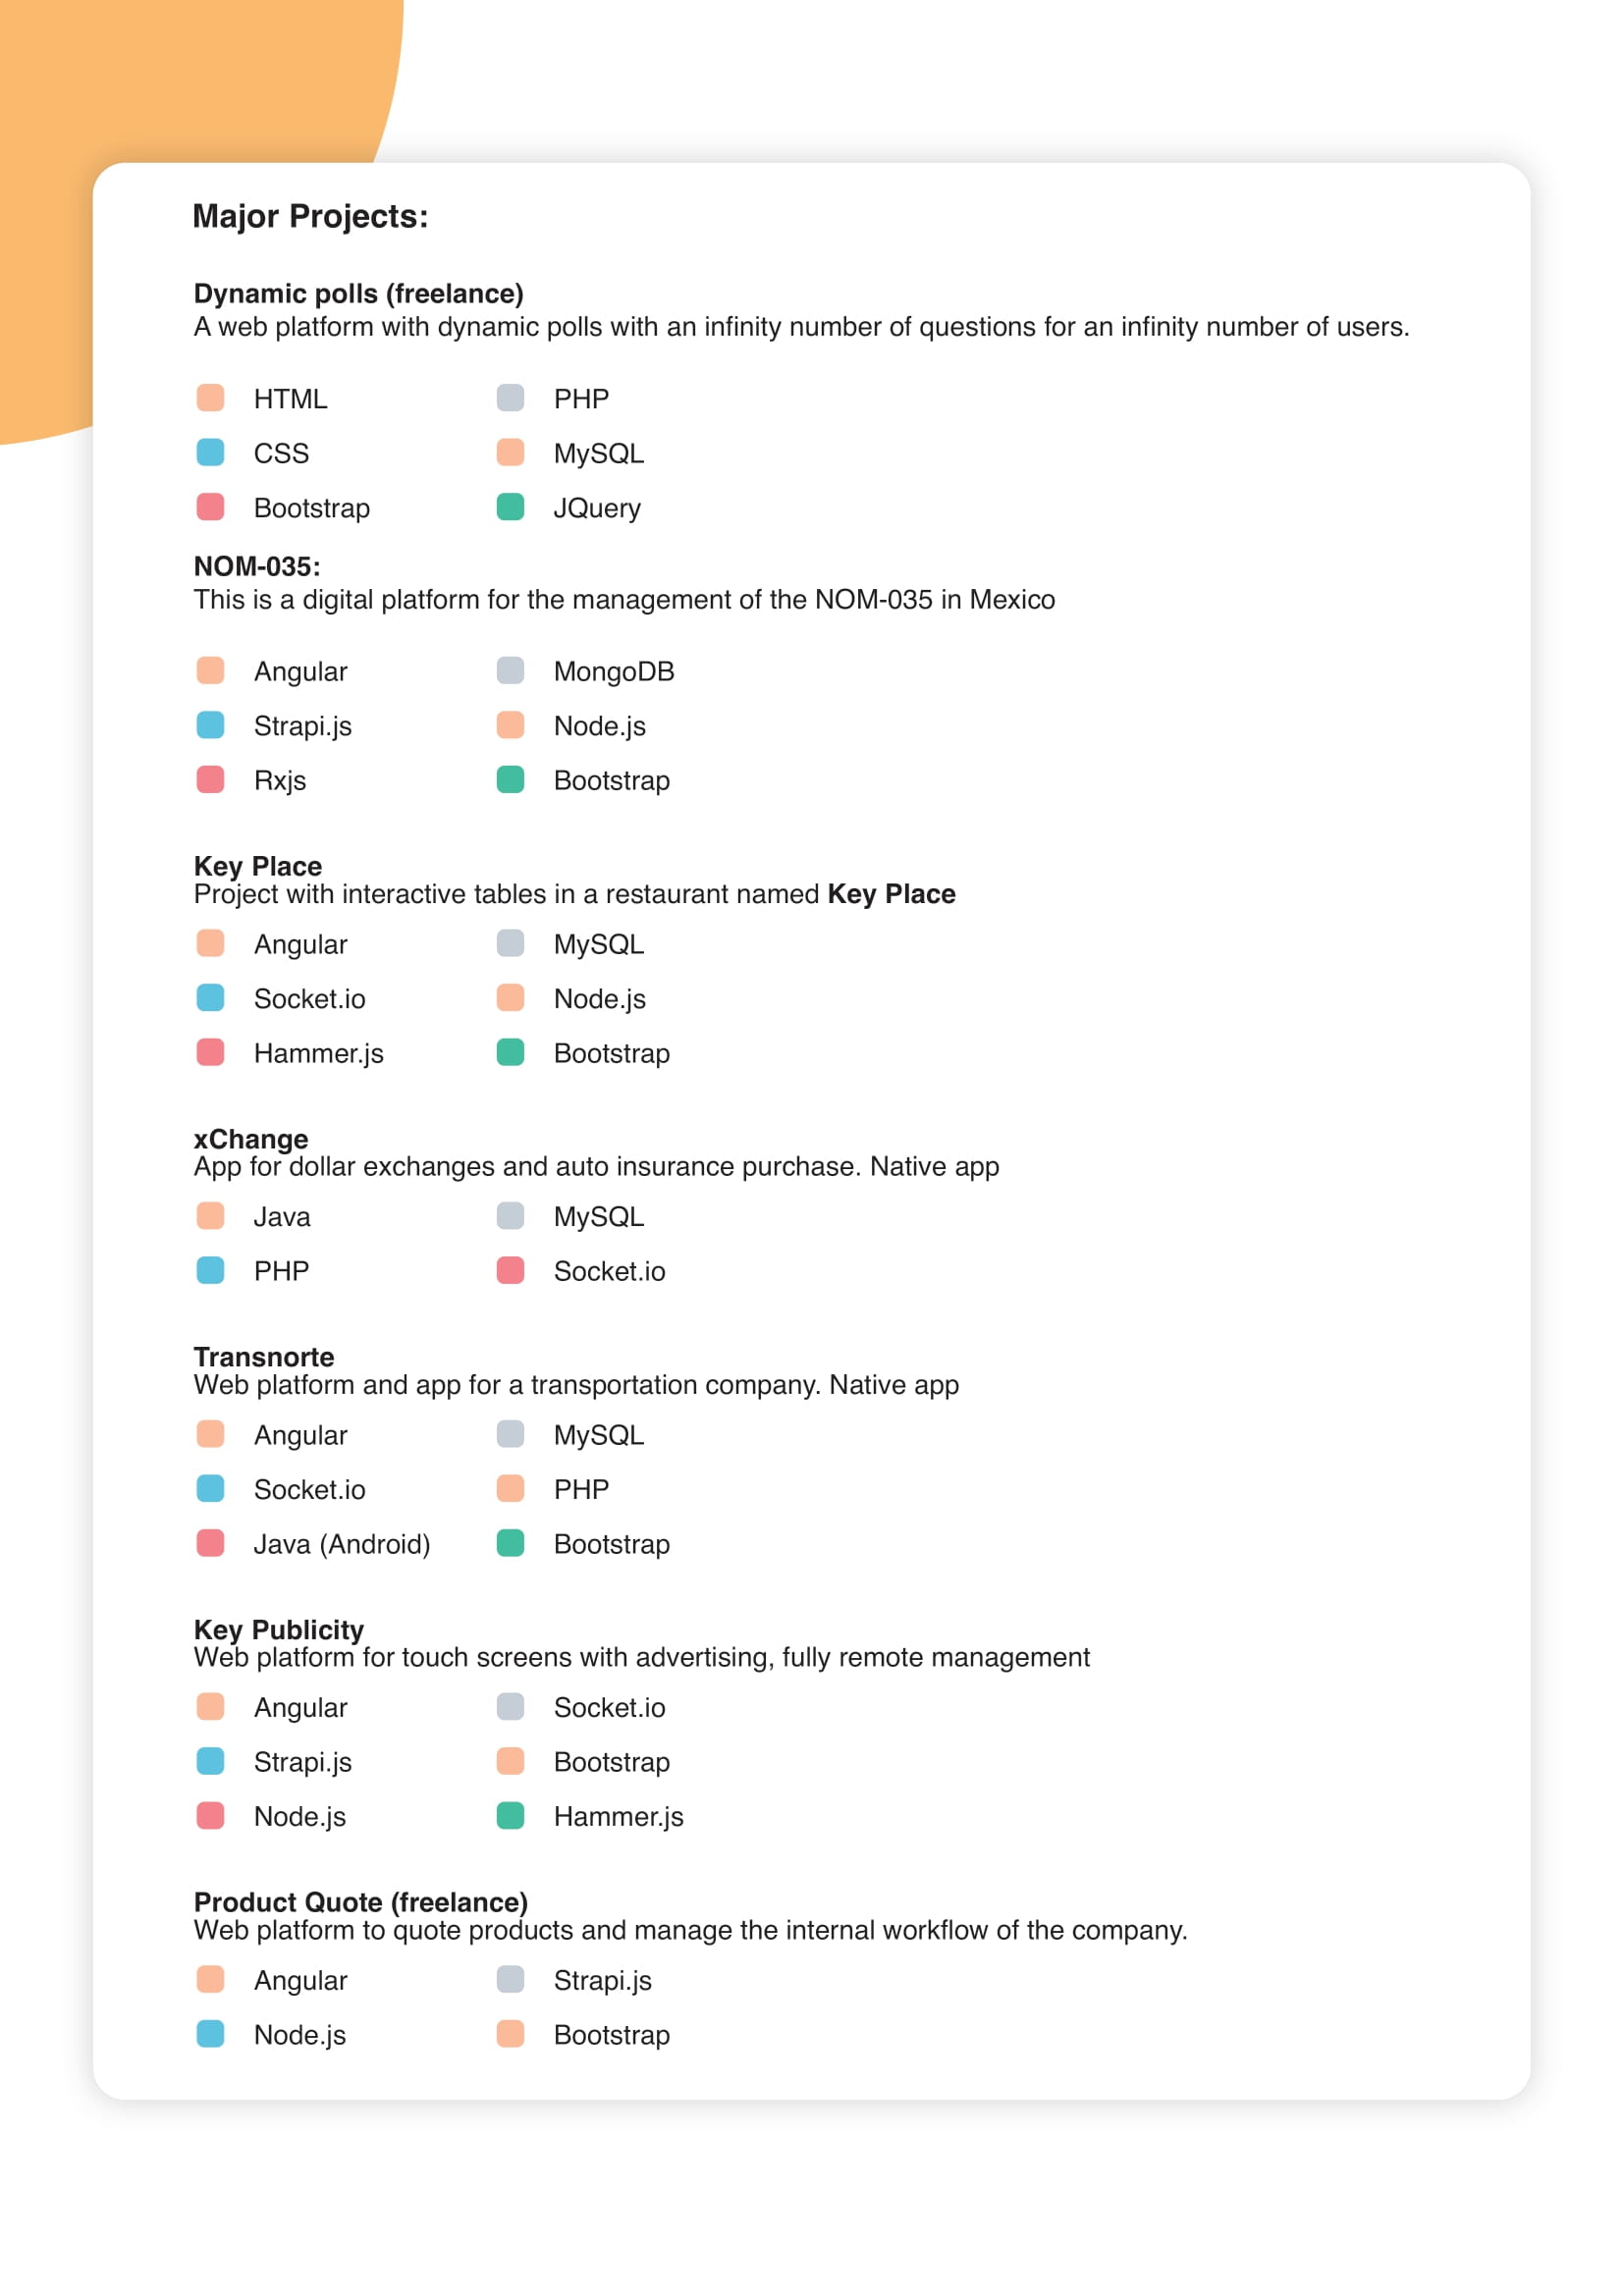 Major Projects:
Dynamic polls (freelance)
A web platform with dynamic polls with an infinity number of questions for an infinity number of users.
HTML PHP
CSS MySQL
Bootstrap JQuery
NOM-035:
This is a digital platform for the management of the NOM-035 in Mexico
Angular MongoDB
Strapi.js Node.js
Rxjs Bootstrap
Key Place
Project with interactive tables in a restaurant named Key Place
Angular MySQL
Socket.io Node.js
Hammer.js Bootstrap
xChange
App for dollar exchanges and auto insurance purchase. Native app
Java MySQL
PHP Socket.io
Transnorte
Web platform and app for a transportation company. Native app
Angular MySQL
Socket.io PHP
Java (Android) Bootstrap
Key Publicity
Web platform for touch screens with advertising, fully remote management
Angular Socket.io
Strapi.js Bootstrap
Node.js Hammer.js
Product Quote (freelance)
Web platform to quote products and manage the internal workflow of the company.
Angular Strapi.js
Node.js Bootstrap